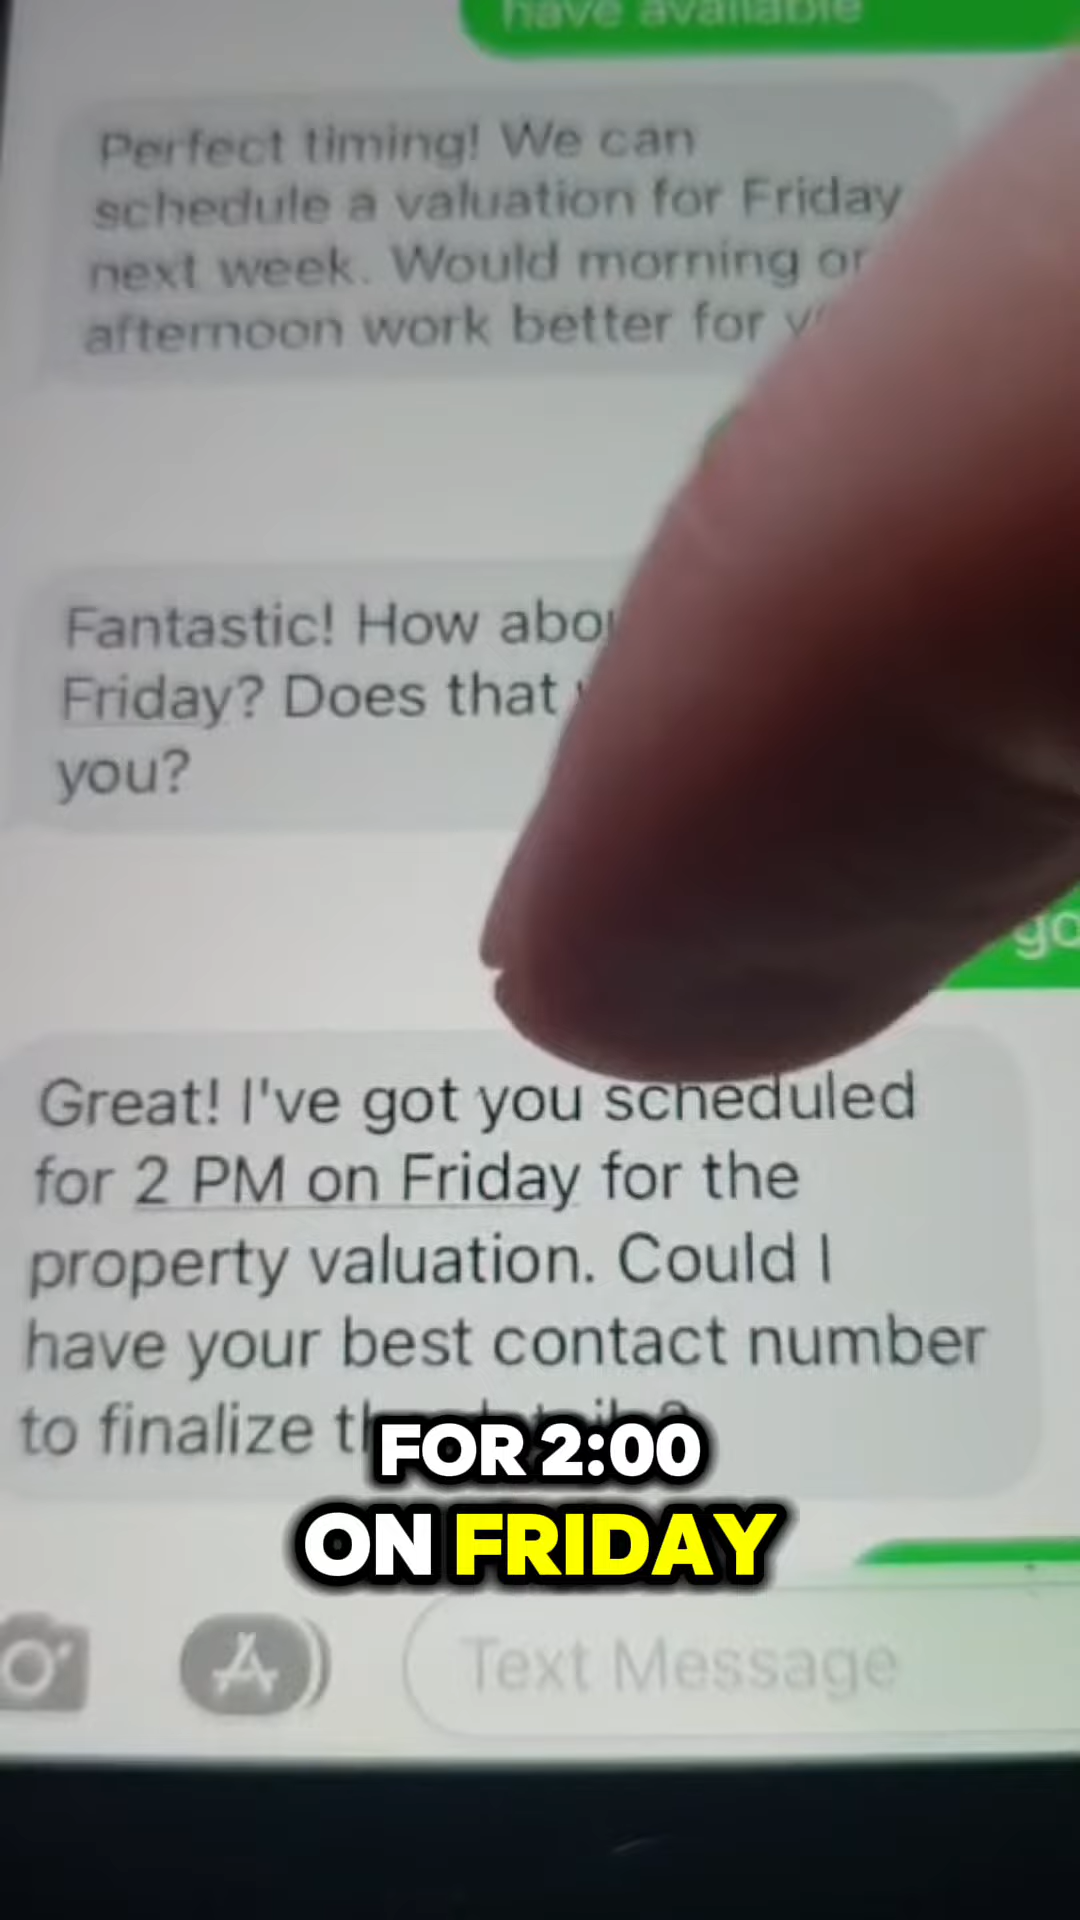 have available
Perfect timing! We can
schedule a valuation for Friday
next week. Would morning or
afternoon work better for
Fantastic! How
Friday? Does that
you?
go
Great! I've got you scheduled
for 2 PM on Friday for the
property valuation. Could I
have your best contact number
to finalize
FOR 2:00
ON FRIDAY
Text Message